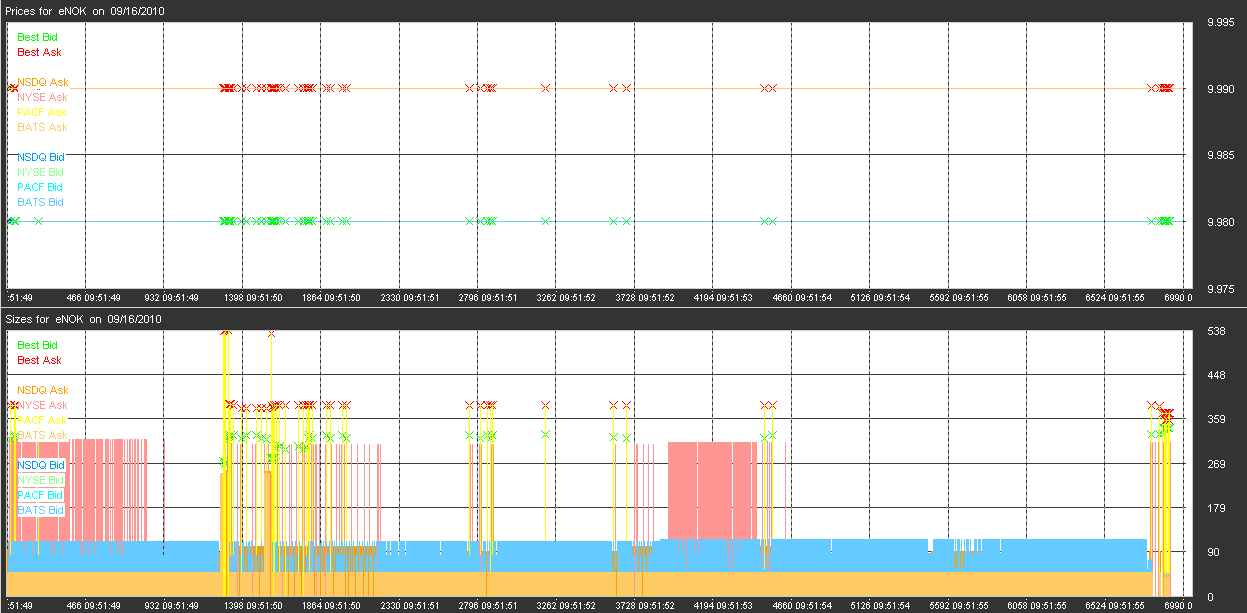 Prices for eNOK on 09/16/2010
9.995
Best Bid
Best Ask
NSDQ Ask
NYSE Ask
PACF Ask
BATS Ask
9.990
9.985
NSDQ Bid
NYSE Bid
PACF Bid
BATS Bid
9.980
9.975
:51:49 466 09:51:49 932 09:51:49 1398 09:51:50 1864 09:51:50 2330 09:51:51 2796 09:51:51 3262 09:51:52 3728 09:51:52 4194 09:51:53 4660 09:51:54 5126 09:51:54 5592 09:51:55 6058 09:51:55 6524 09:51:55 6990 0
Sizes for eNOK on 09/16/2010
538
Best Bid
Best Ask
448
NSDQ Ask
NYSE Ask
PACF Ask
BATS Ask
359
269
NSDQ Bid
NYSE Bid
PACF Bid
BATS Bid
179
90
0
:51:49 466 09:51:49 932 09:51:49 1398 09:51:50 1864 09:51:50 2330 09:51:51 2796 09:51:51 3262 09:51:52 3728 09:51:52 4194 09:51:53 4660 09:51:54 5126 09:51:54 5592 09:51:55 6058 09:51:55 6524 09:51:55 6990 0